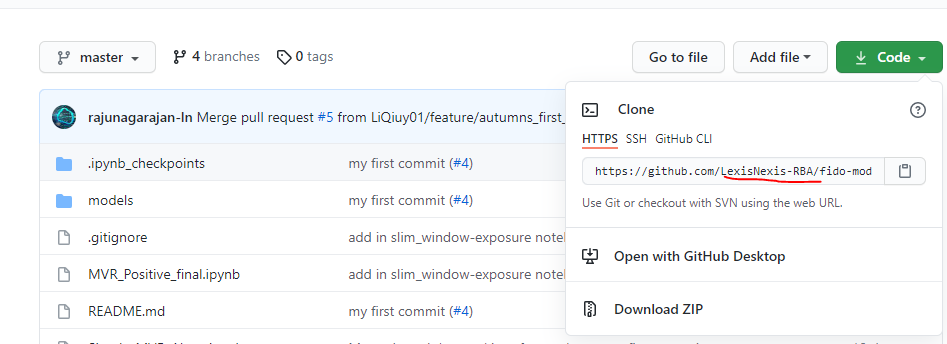 master 4 branches 0 tags Go to file Add file Code
rajunagarajan-ln Merge pull request #5 from LiQiuy01/feature/autumns_first_
.ipynb_checkpoints my first commit (#4)
models my first commit (#4)
.gitignore add in slim_window-exposure notel
MVR_Positive_final.ipynb add in slim_window-exposure notel
README.md my first commit (#4)
Clone
HTTPS SSH GitHub CLI
https://github.com/LexisNexis-RBA/fido-mod
Use Git or checkout with SVN using the web URL.
Open with GitHub Desktop
Download ZIP